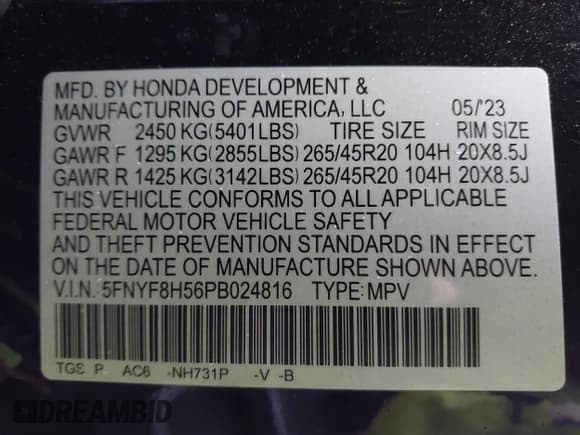 MFD. BY HONDA DEVELOPMENT &
MANUFACTURING OF AMERICA, LLC 05/'23
GVWR 2450 KG(5401LBS) TIRE SIZE RIM SIZE
GAWR F 1295 KG(2855LBS) 265/45R20 104H 20X8.5J
GAWR R 1425 KG(3142LBS) 265/45R20 104H 20X8.5J
THIS VEHICLE CONFORMS TO ALL APPLICABLE
FEDERAL MOTOR VEHICLE SAFETY
AND THEFT PREVENTION STANDARDS IN EFFECT
ON THE DATE OF MANUFACTURE SHOWN ABOVE.
V.I.N.:5FNYF8H56PB024816 TYPE:MPV
TGS P AC6 -NH731P -V -B
DREAMBID